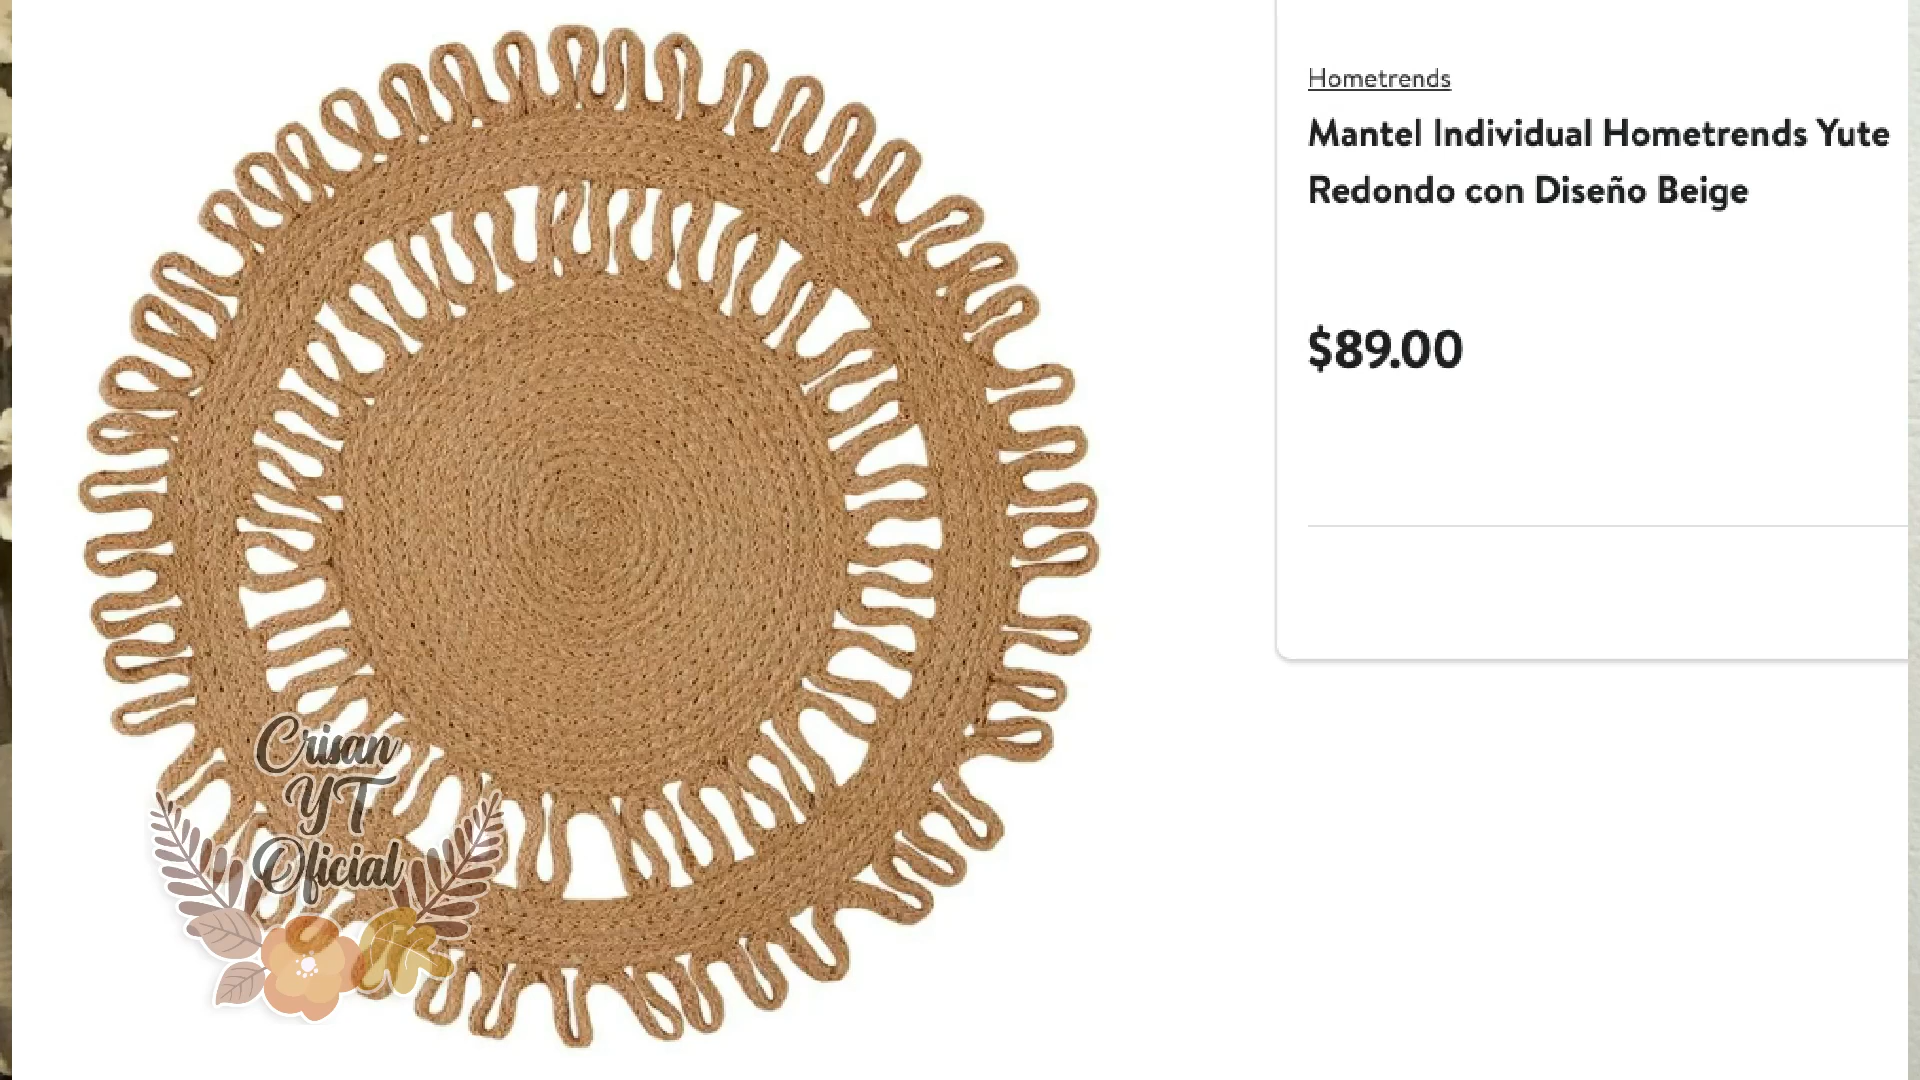 Hometrends
Mantel Individual Hometrends Yute
Redondo con Diseño Beige
$89.00
Crisan
YT
Oficial